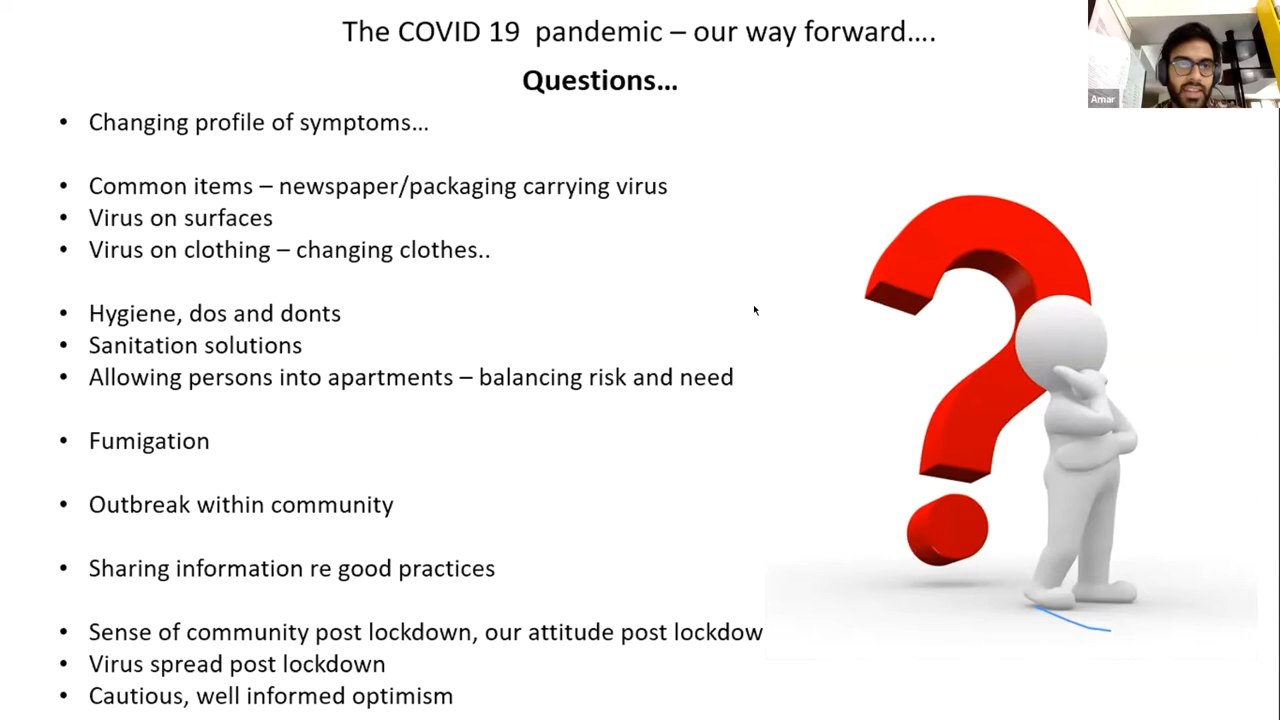 The COVID 19 pandemic – our way forward….
Questions…
Amar
• Changing profile of symptoms…
• Common items – newspaper/packaging carrying virus
• Virus on surfaces
• Virus on clothing – changing clothes..
• Hygiene, dos and donts
• Sanitation solutions
• Allowing persons into apartments – balancing risk and need
• Fumigation
• Outbreak within community
• Sharing information re good practices
• Sense of community post lockdown, our attitude post lockdow
• Virus spread post lockdown
• Cautious, well informed optimism